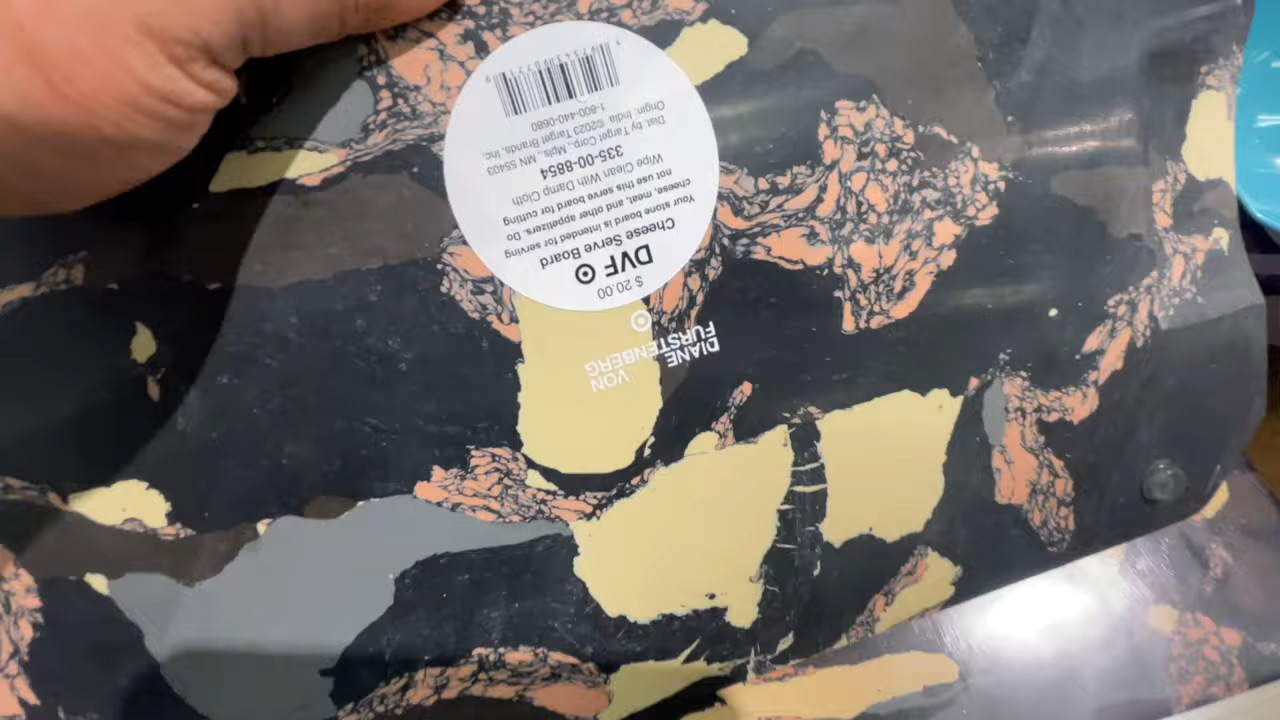 $ 20.00
DVF
Cheese Serve Board
Your stone board is intended for serving
cheese, meat, and other appetizers. Do
not use this serve board for cutting
Wipe Clean With Damp Cloth
335-00-8854
Dist. by Target Corp., Mpls., MN 55403
Origin: India ©2023 Target Brands, Inc.
1-800-440-0680
DIANE
VON
FURSTENBERG